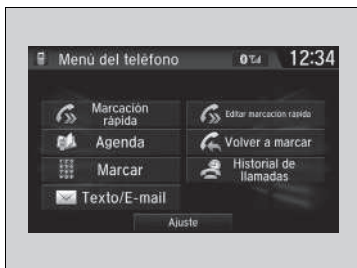 Menú del teléfono
12:34
Marcación
rápida
Editar marcación rápida
Agenda
Volver a marcar
Marcar
Historial de
llamadas
Texto/E-mail
Ajuste